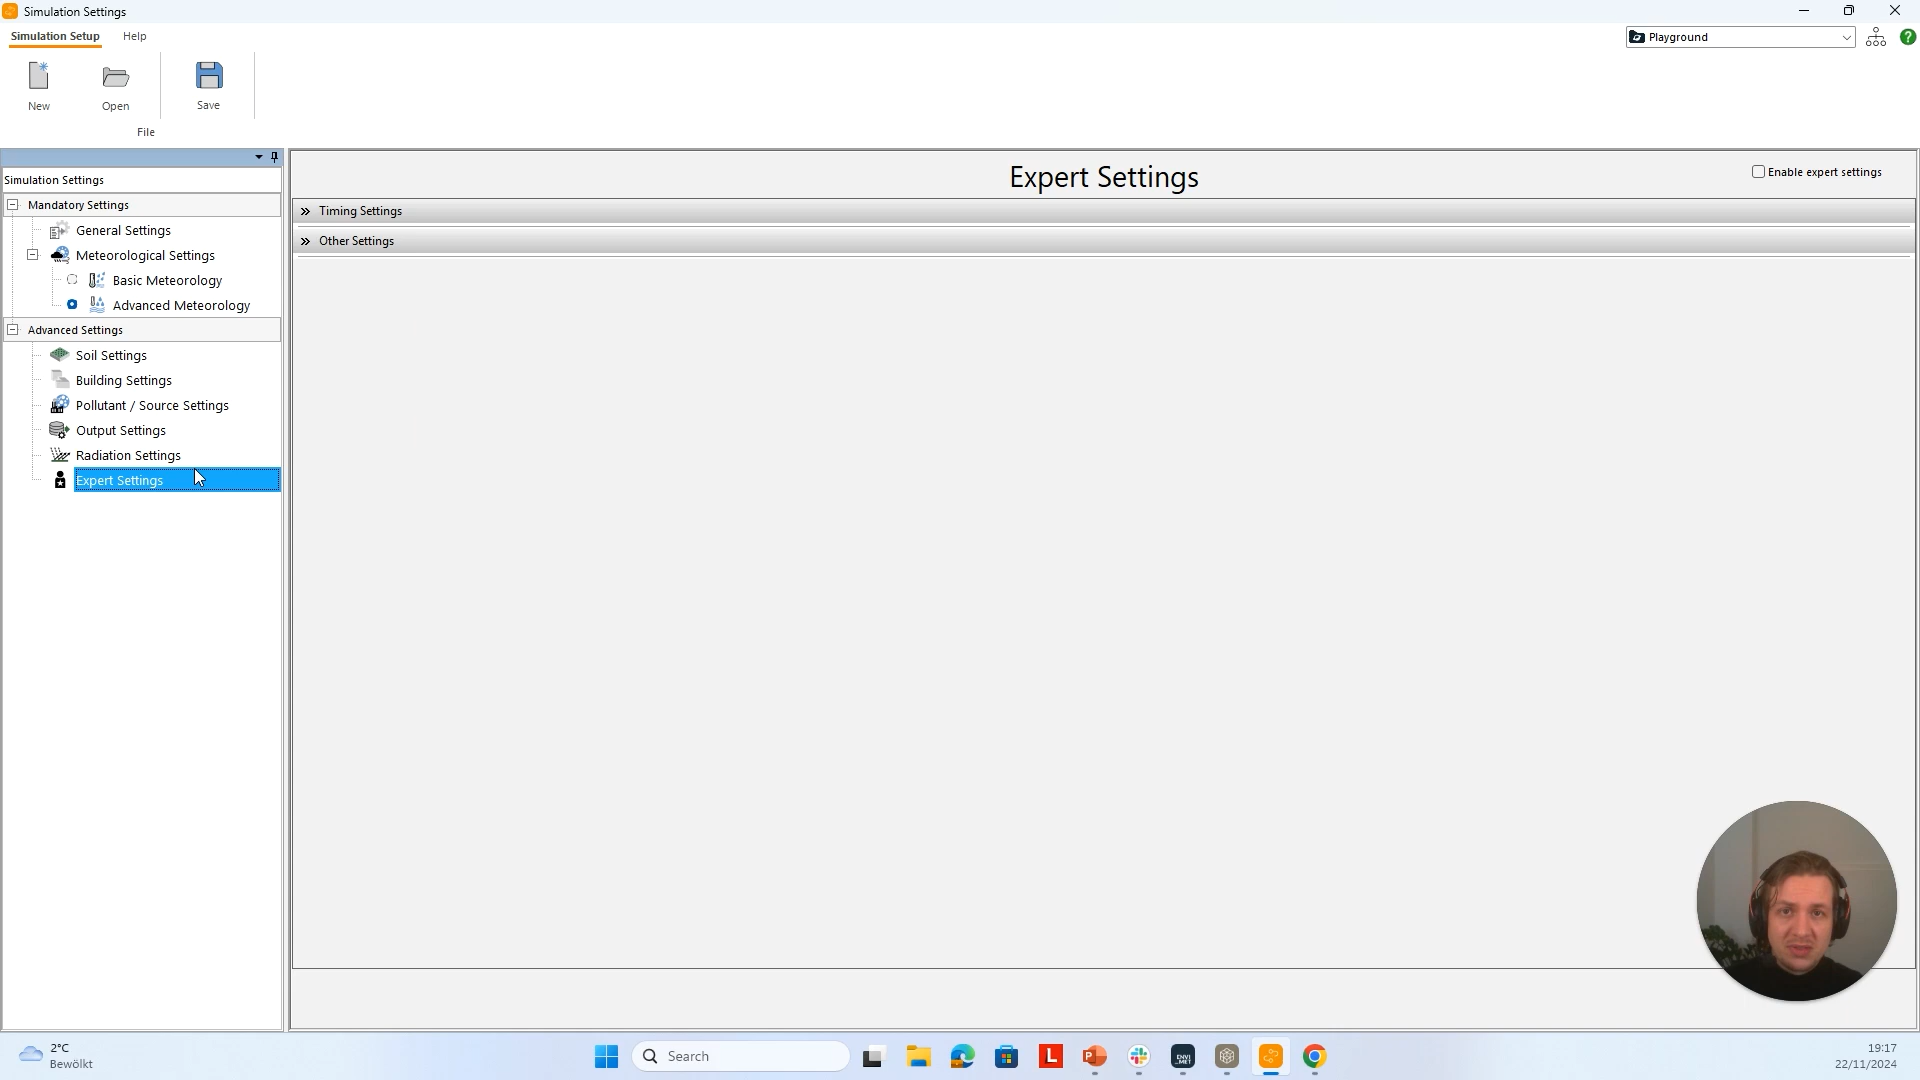 Simulation Settings
Simulation Setup
Help
Playground
?
New
Open
Save
File
Simulation Settings
Mandatory Settings
General Settings
Meteorological Settings
Basic Meteorology
Advanced Meteorology
Advanced Settings
Soil Settings
Building Settings
Pollutant / Source Settings
Output Settings
Radiation Settings
Expert Settings
Expert Settings
Enable expert settings
Timing Settings
Other Settings
2°C
Bewölkt
Search
L
P
ENVI
MET
19:17
22/11/2024